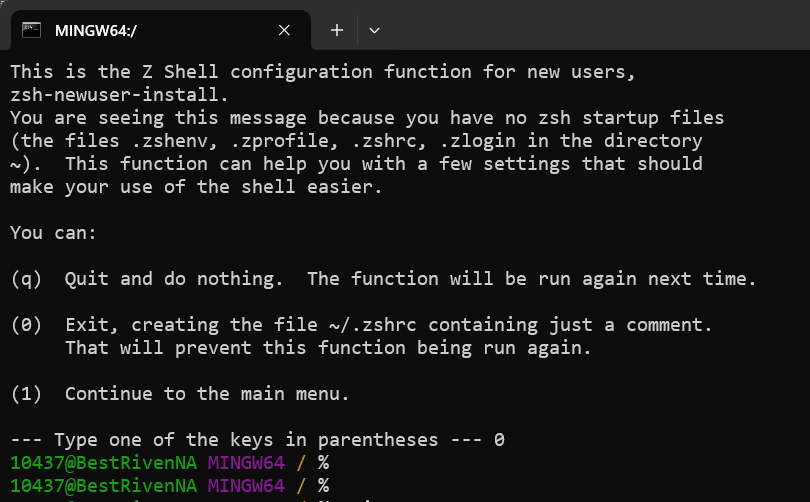 MINGW64:/
This is the Z Shell configuration function for new users,
zsh-newuser-install.
You are seeing this message because you have no zsh startup files
(the files .zshenv, .zprofile, .zshrc, .zlogin in the directory
~).  This function can help you with a few settings that should
make your use of the shell easier.
You can:
(q)  Quit and do nothing.  The function will be run again next time.
(0)  Exit, creating the file ~/.zshrc containing just a comment.
That will prevent this function being run again.
(1)  Continue to the main menu.
--- Type one of the keys in parentheses --- 0
10437@BestRivenNA MINGW64 / %
10437@BestRivenNA MINGW64 / %